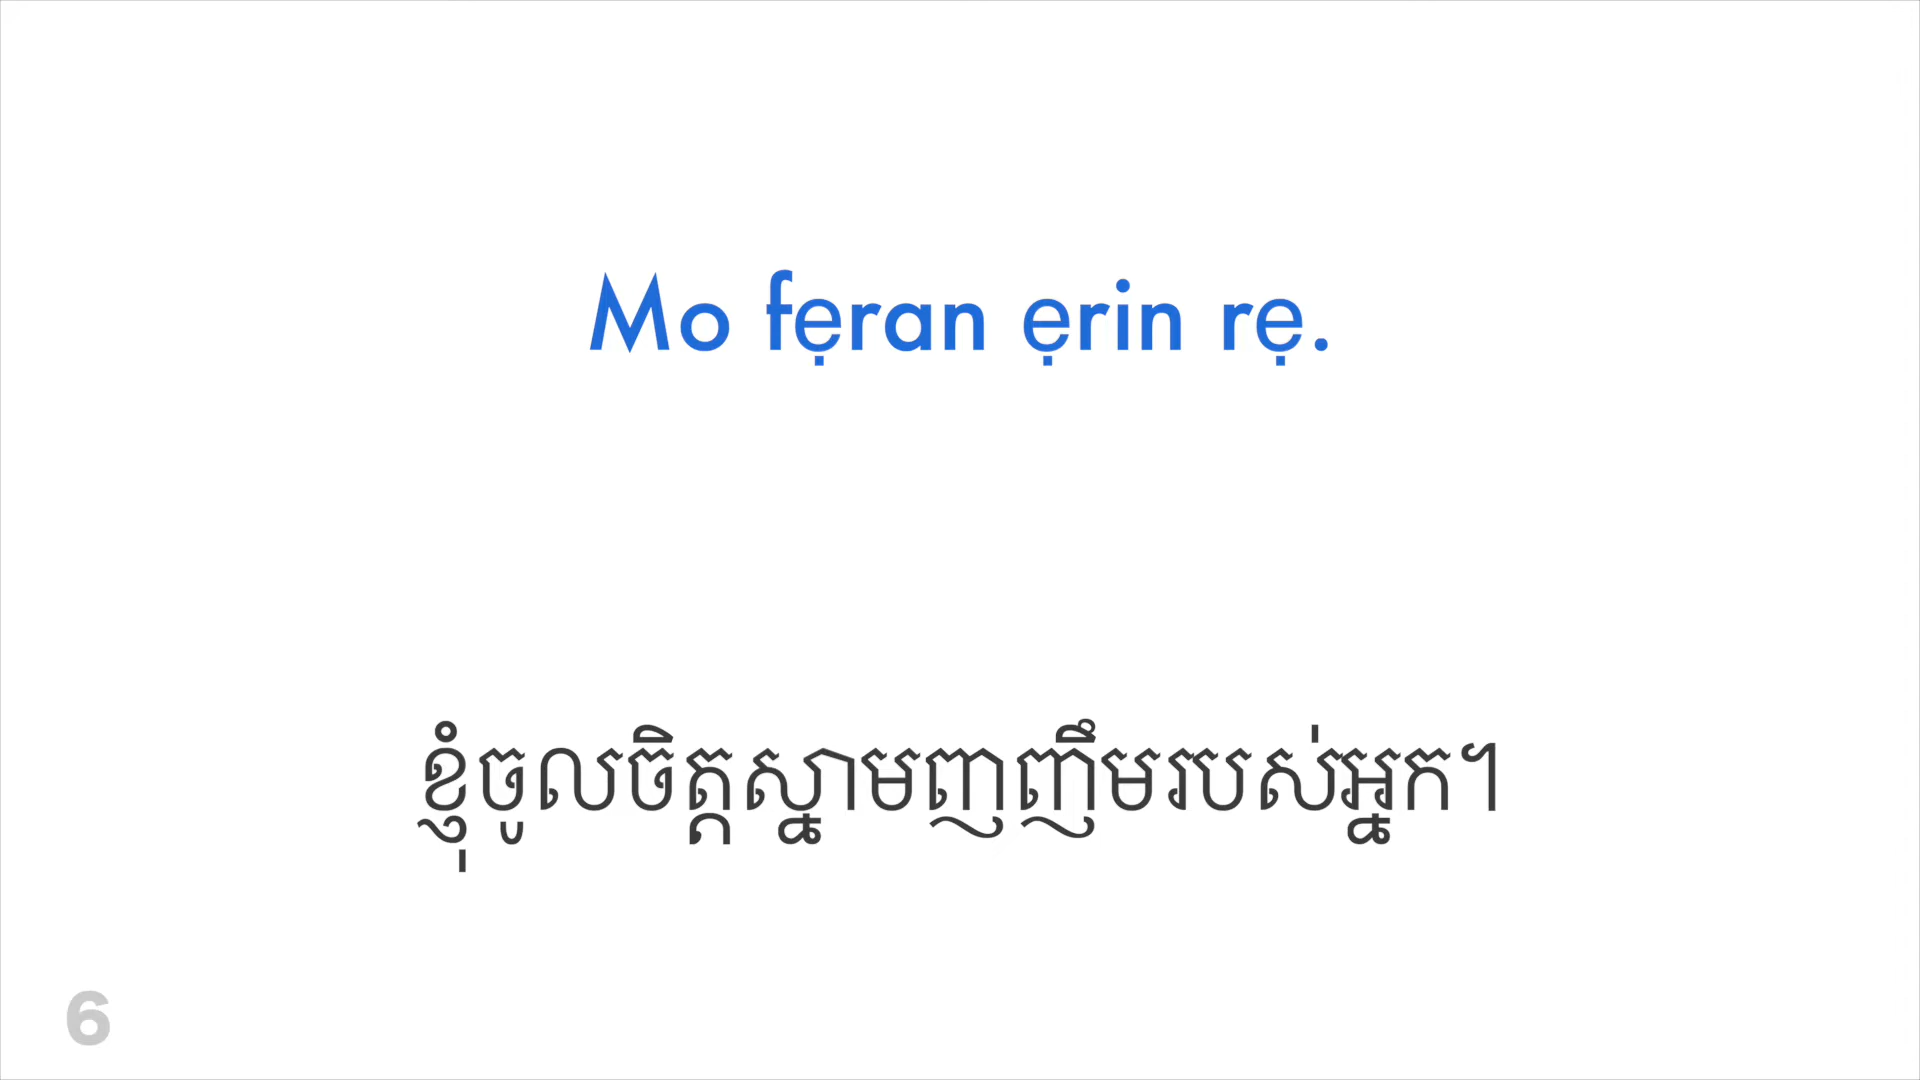 Mo fẹran ẹrin rẹ.
ខ្ញុំចូលចិត្តស្នាមញញឹមរបស់អ្នក។
6